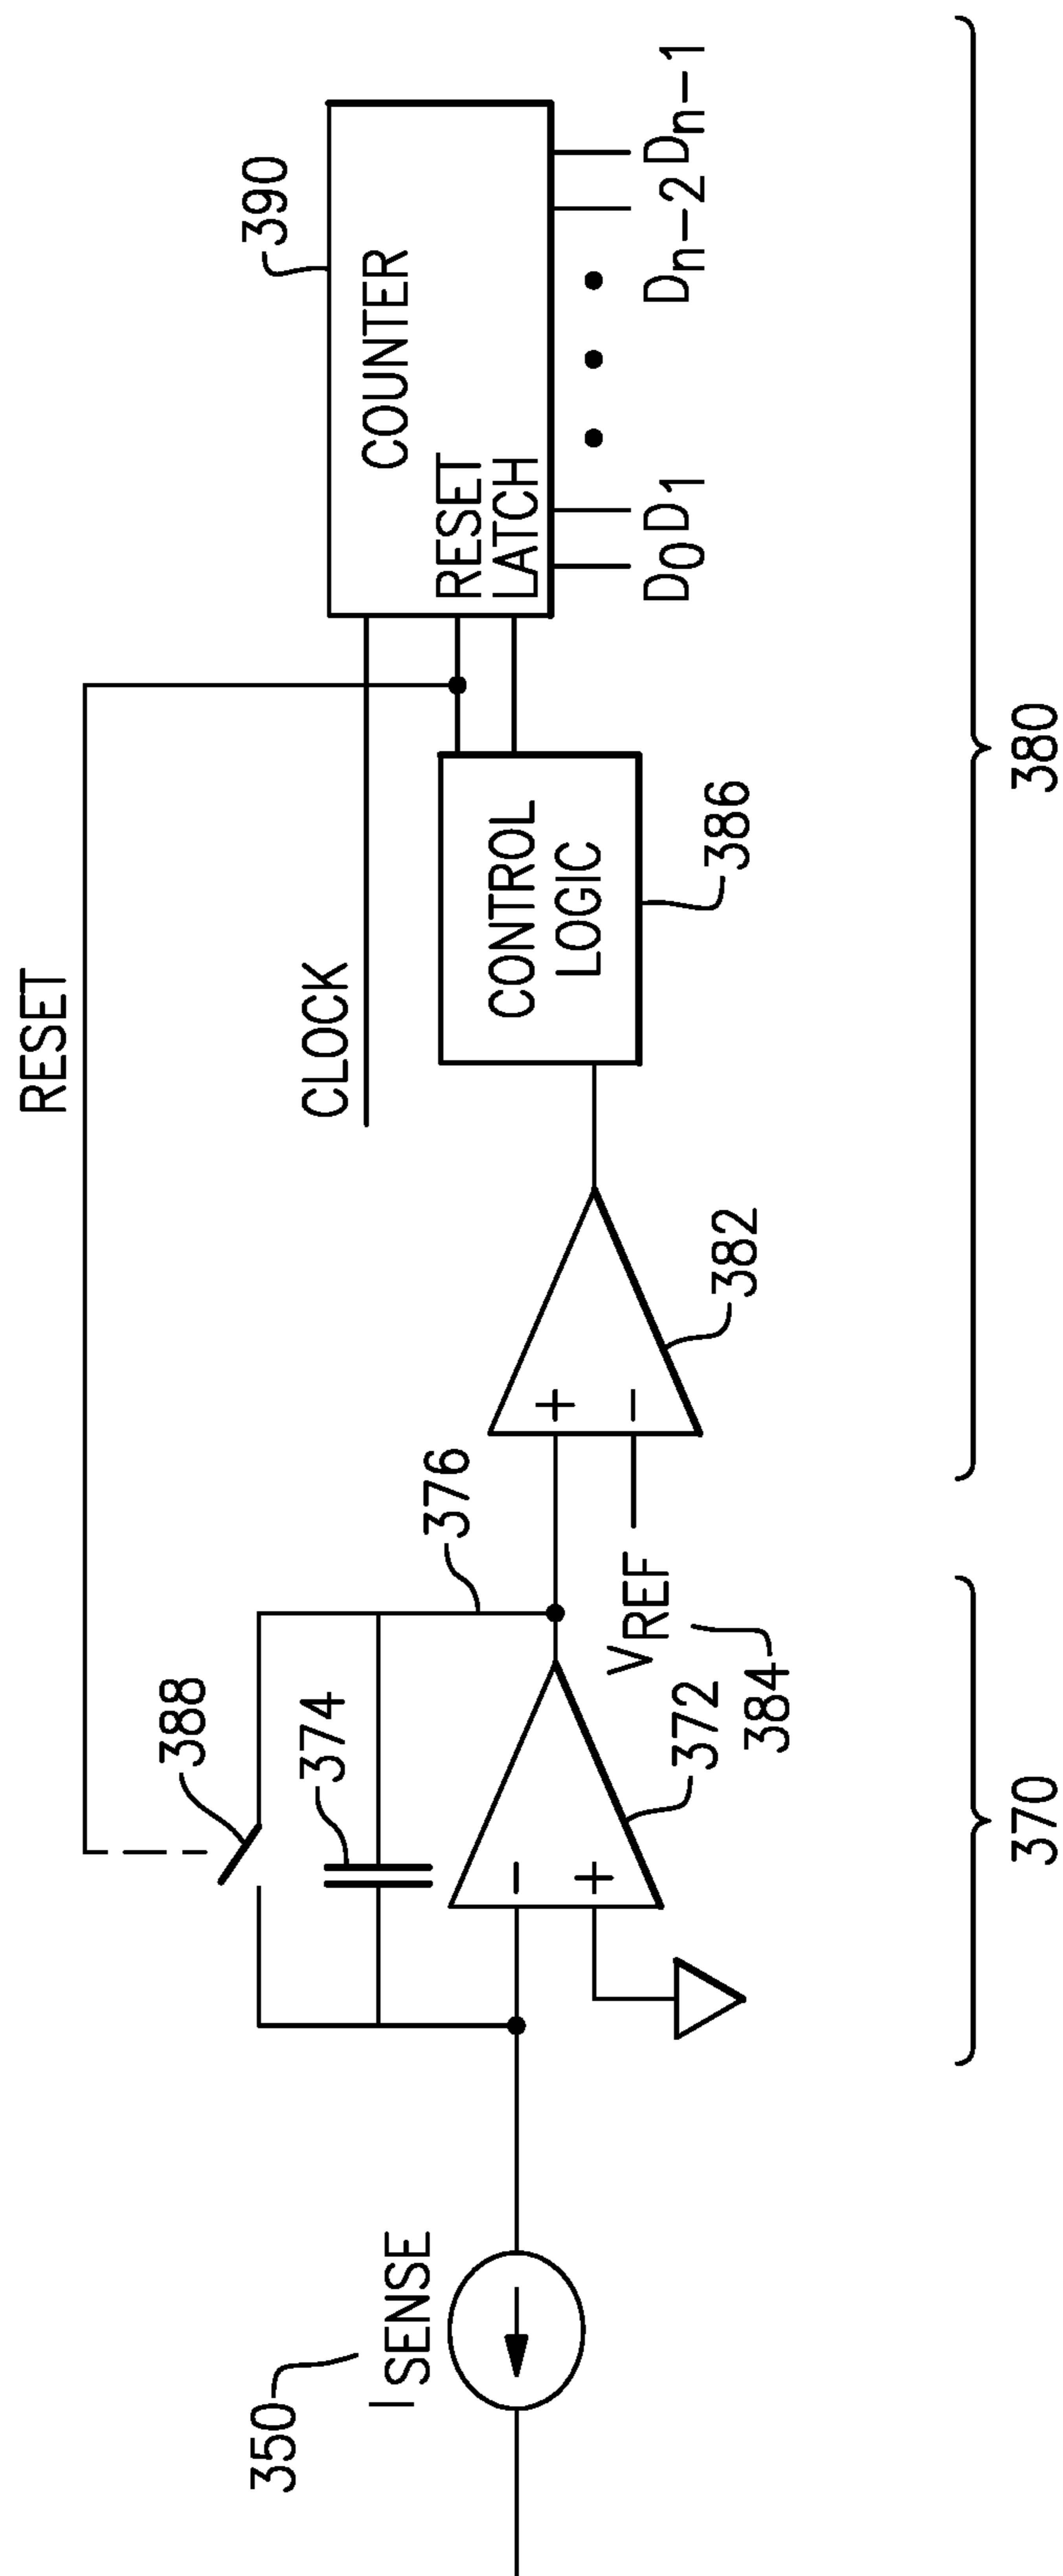 RESET
390
COUNTER
CLOCK
RESET
LATCH
388
374
376
CONTROL
LOGIC
D0 D1 Dn-2 Dn-1
350
ISENSE
VREF
384
372
382
386
370
380